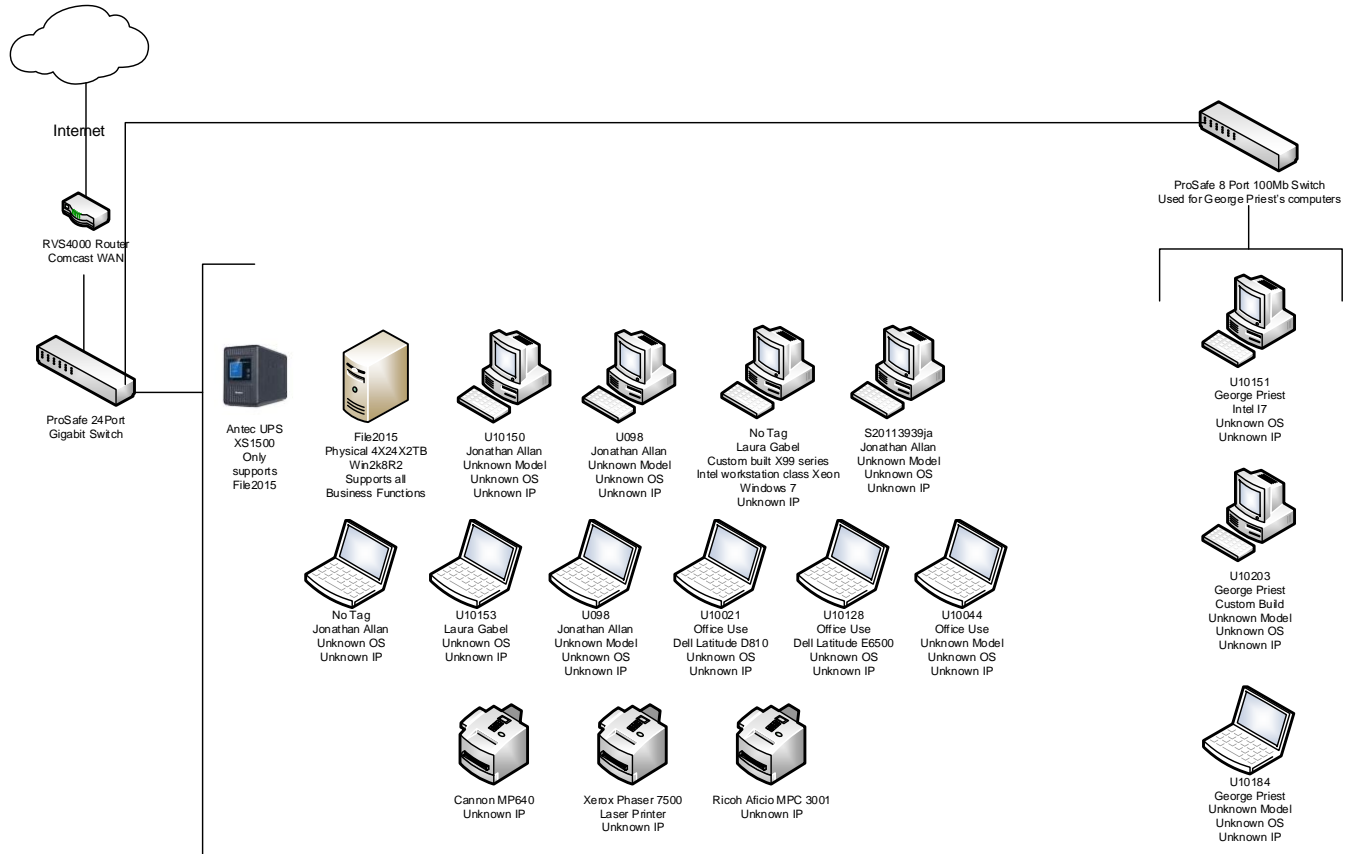 Internet
RVS4000 Router
Comcast WAN
ProSafe 24Port
Gigabit Switch
ProSafe 8 Port 100Mb Switch
Used for George Priest's computers
Antec UPS
XS1500
Only
supports
File2015
File2015
Physical 4X24X2TB
Win2k8R2
Supports all
Business Functions
U10150
Jonathan Allan
Unknown Model
Unknown OS
Unknown IP
U098
Jonathan Allan
Unknown Model
Unknown OS
Unknown IP
No Tag
Laura Gabel
Custom built X99 series
Intel workstation class Xeon
Windows 7
Unknown IP
S20113939ja
Jonathan Allan
Unknown Model
Unknown OS
Unknown IP
No Tag
Jonathan Allan
Unknown OS
Unknown IP
U10153
Laura Gabel
Unknown OS
Unknown IP
U098
Jonathan Allan
Unknown Model
Unknown OS
Unknown IP
U10021
Office Use
Dell Latitude D810
Unknown OS
Unknown IP
U10128
Office Use
Dell Latitude E6500
Unknown OS
Unknown IP
U10044
Office Use
Unknown Model
Unknown OS
Unknown IP
Cannon MP640
Unknown IP
Xerox Phaser 7500
Laser Printer
Unknown IP
Ricoh Aficio MPC 3001
Unknown IP
U10151
George Priest
Intel I7
Unknown OS
Unknown IP
U10203
George Priest
Custom Build
Unknown Model
Unknown OS
Unknown IP
U10184
George Priest
Unknown Model
Unknown OS
Unknown IP